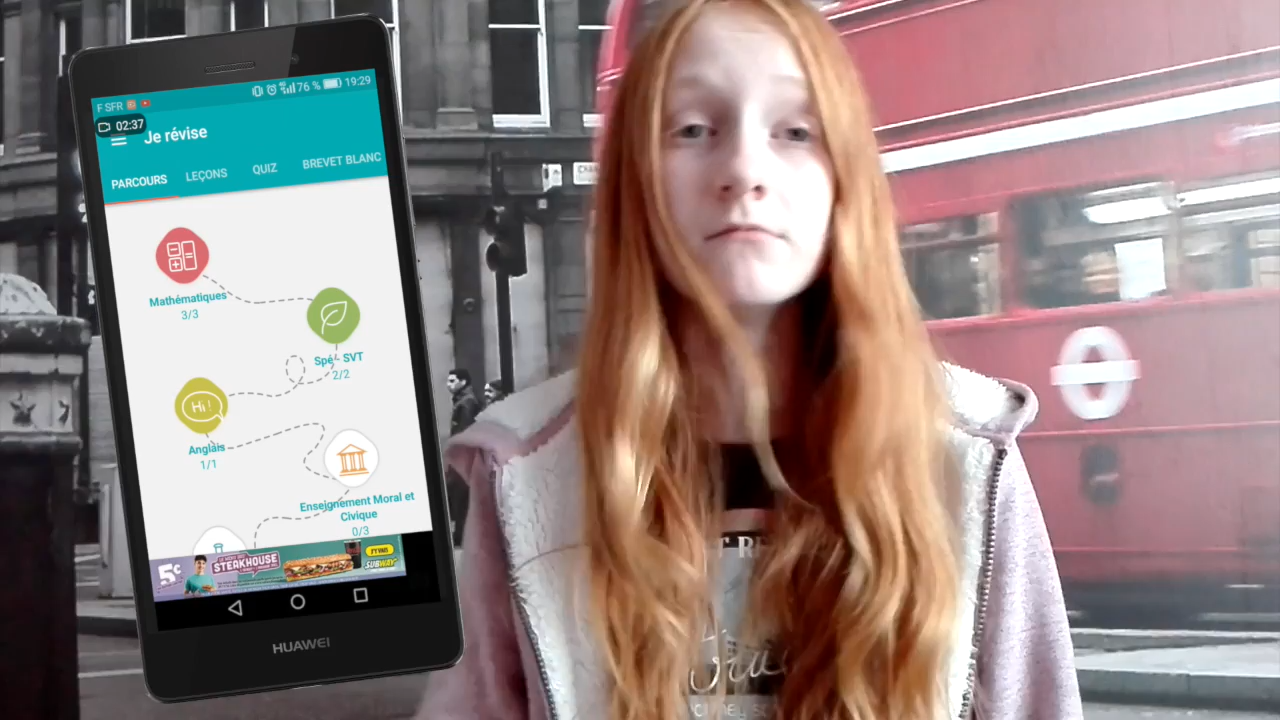 F SFR
76 %
19:29
02:37
Je révise
PARCOURS
LEÇONS
QUIZ
BREVET BLANC
Mathématiques
3/3
Spé - SVT
2/2
Hi !
Anglais
1/1
Enseignement Moral et
Civique
0/3
5€
STEAKHOUSE
SUBWAY
HUAWEI